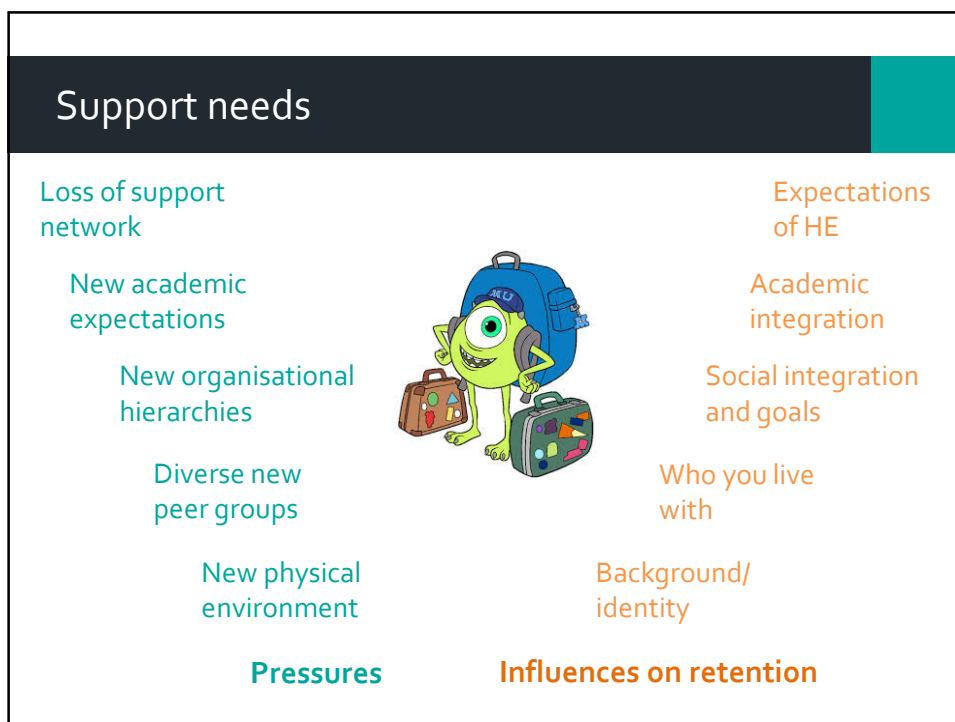 Support needs
Loss of support
network
New academic
expectations
New organisational
hierarchies
Diverse new
peer groups
New physical
environment
Pressures
Expectations
of HE
Academic
integration
Social integration
and goals
Who you live
with
Background/
identity
Influences on retention
MU